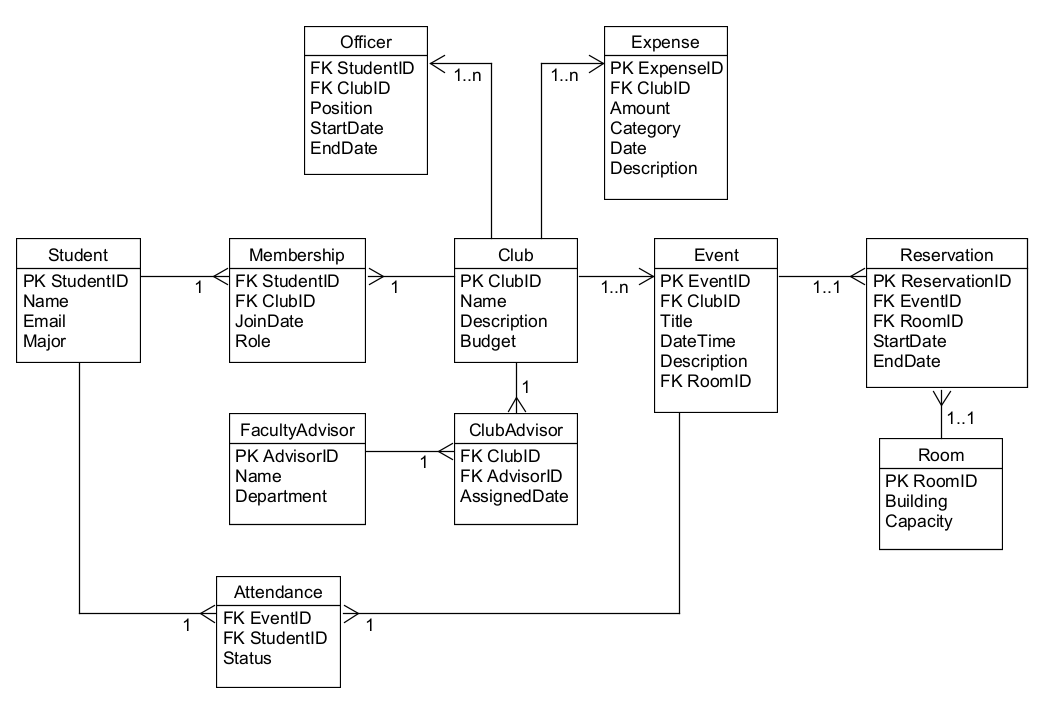 Officer
FK StudentID
FK ClubID
Position
StartDate
EndDate
1..n
Expense
PK ExpenseID
FK ClubID
Amount
Category
Date
Description
1..n
Student
PK StudentID
Name
Email
Major
1
Membership
FK StudentID
FK ClubID
JoinDate
Role
1
Club
PK ClubID
Name
Description
Budget
1..n
Event
PK EventID
FK ClubID
Title
DateTime
Description
FK RoomID
1..1
Reservation
PK ReservationID
FK EventID
FK RoomID
StartDate
EndDate
1
1..1
FacultyAdvisor
PK AdvisorID
Name
Department
1
ClubAdvisor
FK ClubID
FK AdvisorID
AssignedDate
Room
PK RoomID
Building
Capacity
Attendance
FK EventID
FK StudentID
Status
1
1